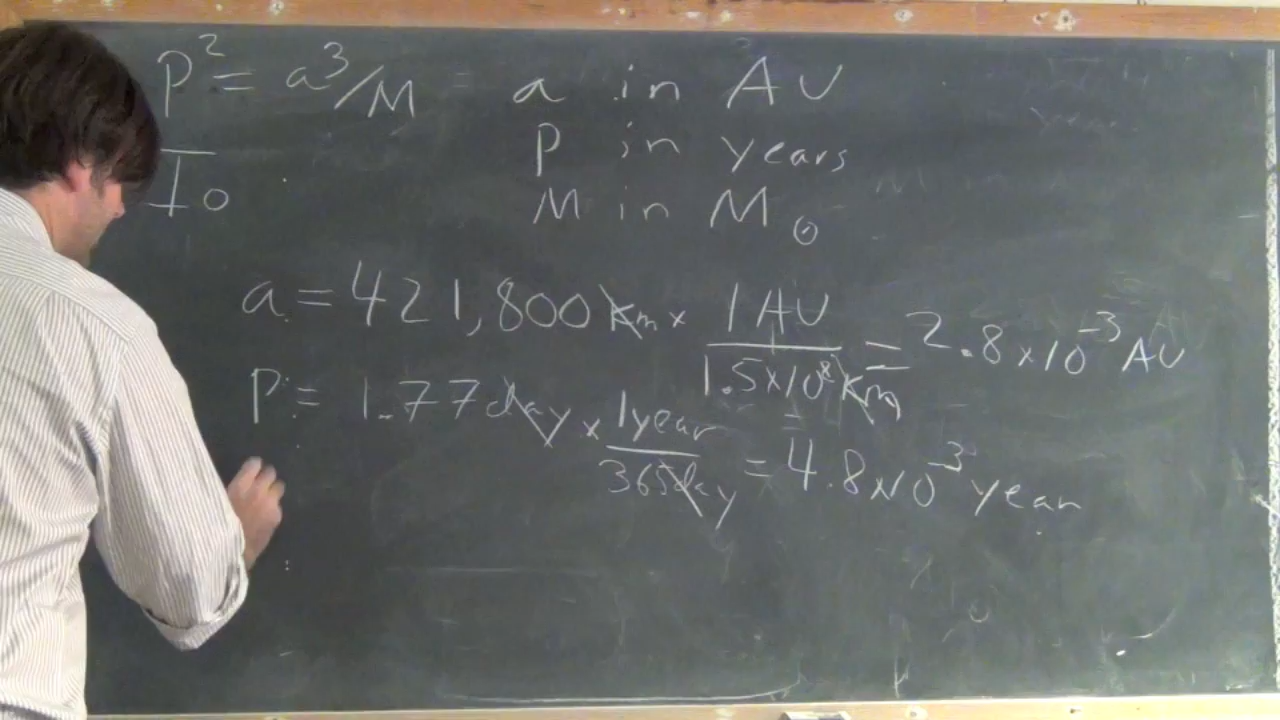 P² = a³/M = a in AU
P in years
Io
M in M☉
a = 421,800 km × 1 AU / 1.5×10⁸ km = 2.8×10⁻³ AU
P = 1.77 day × 1 year / 365 day = 4.8×10⁻³ year